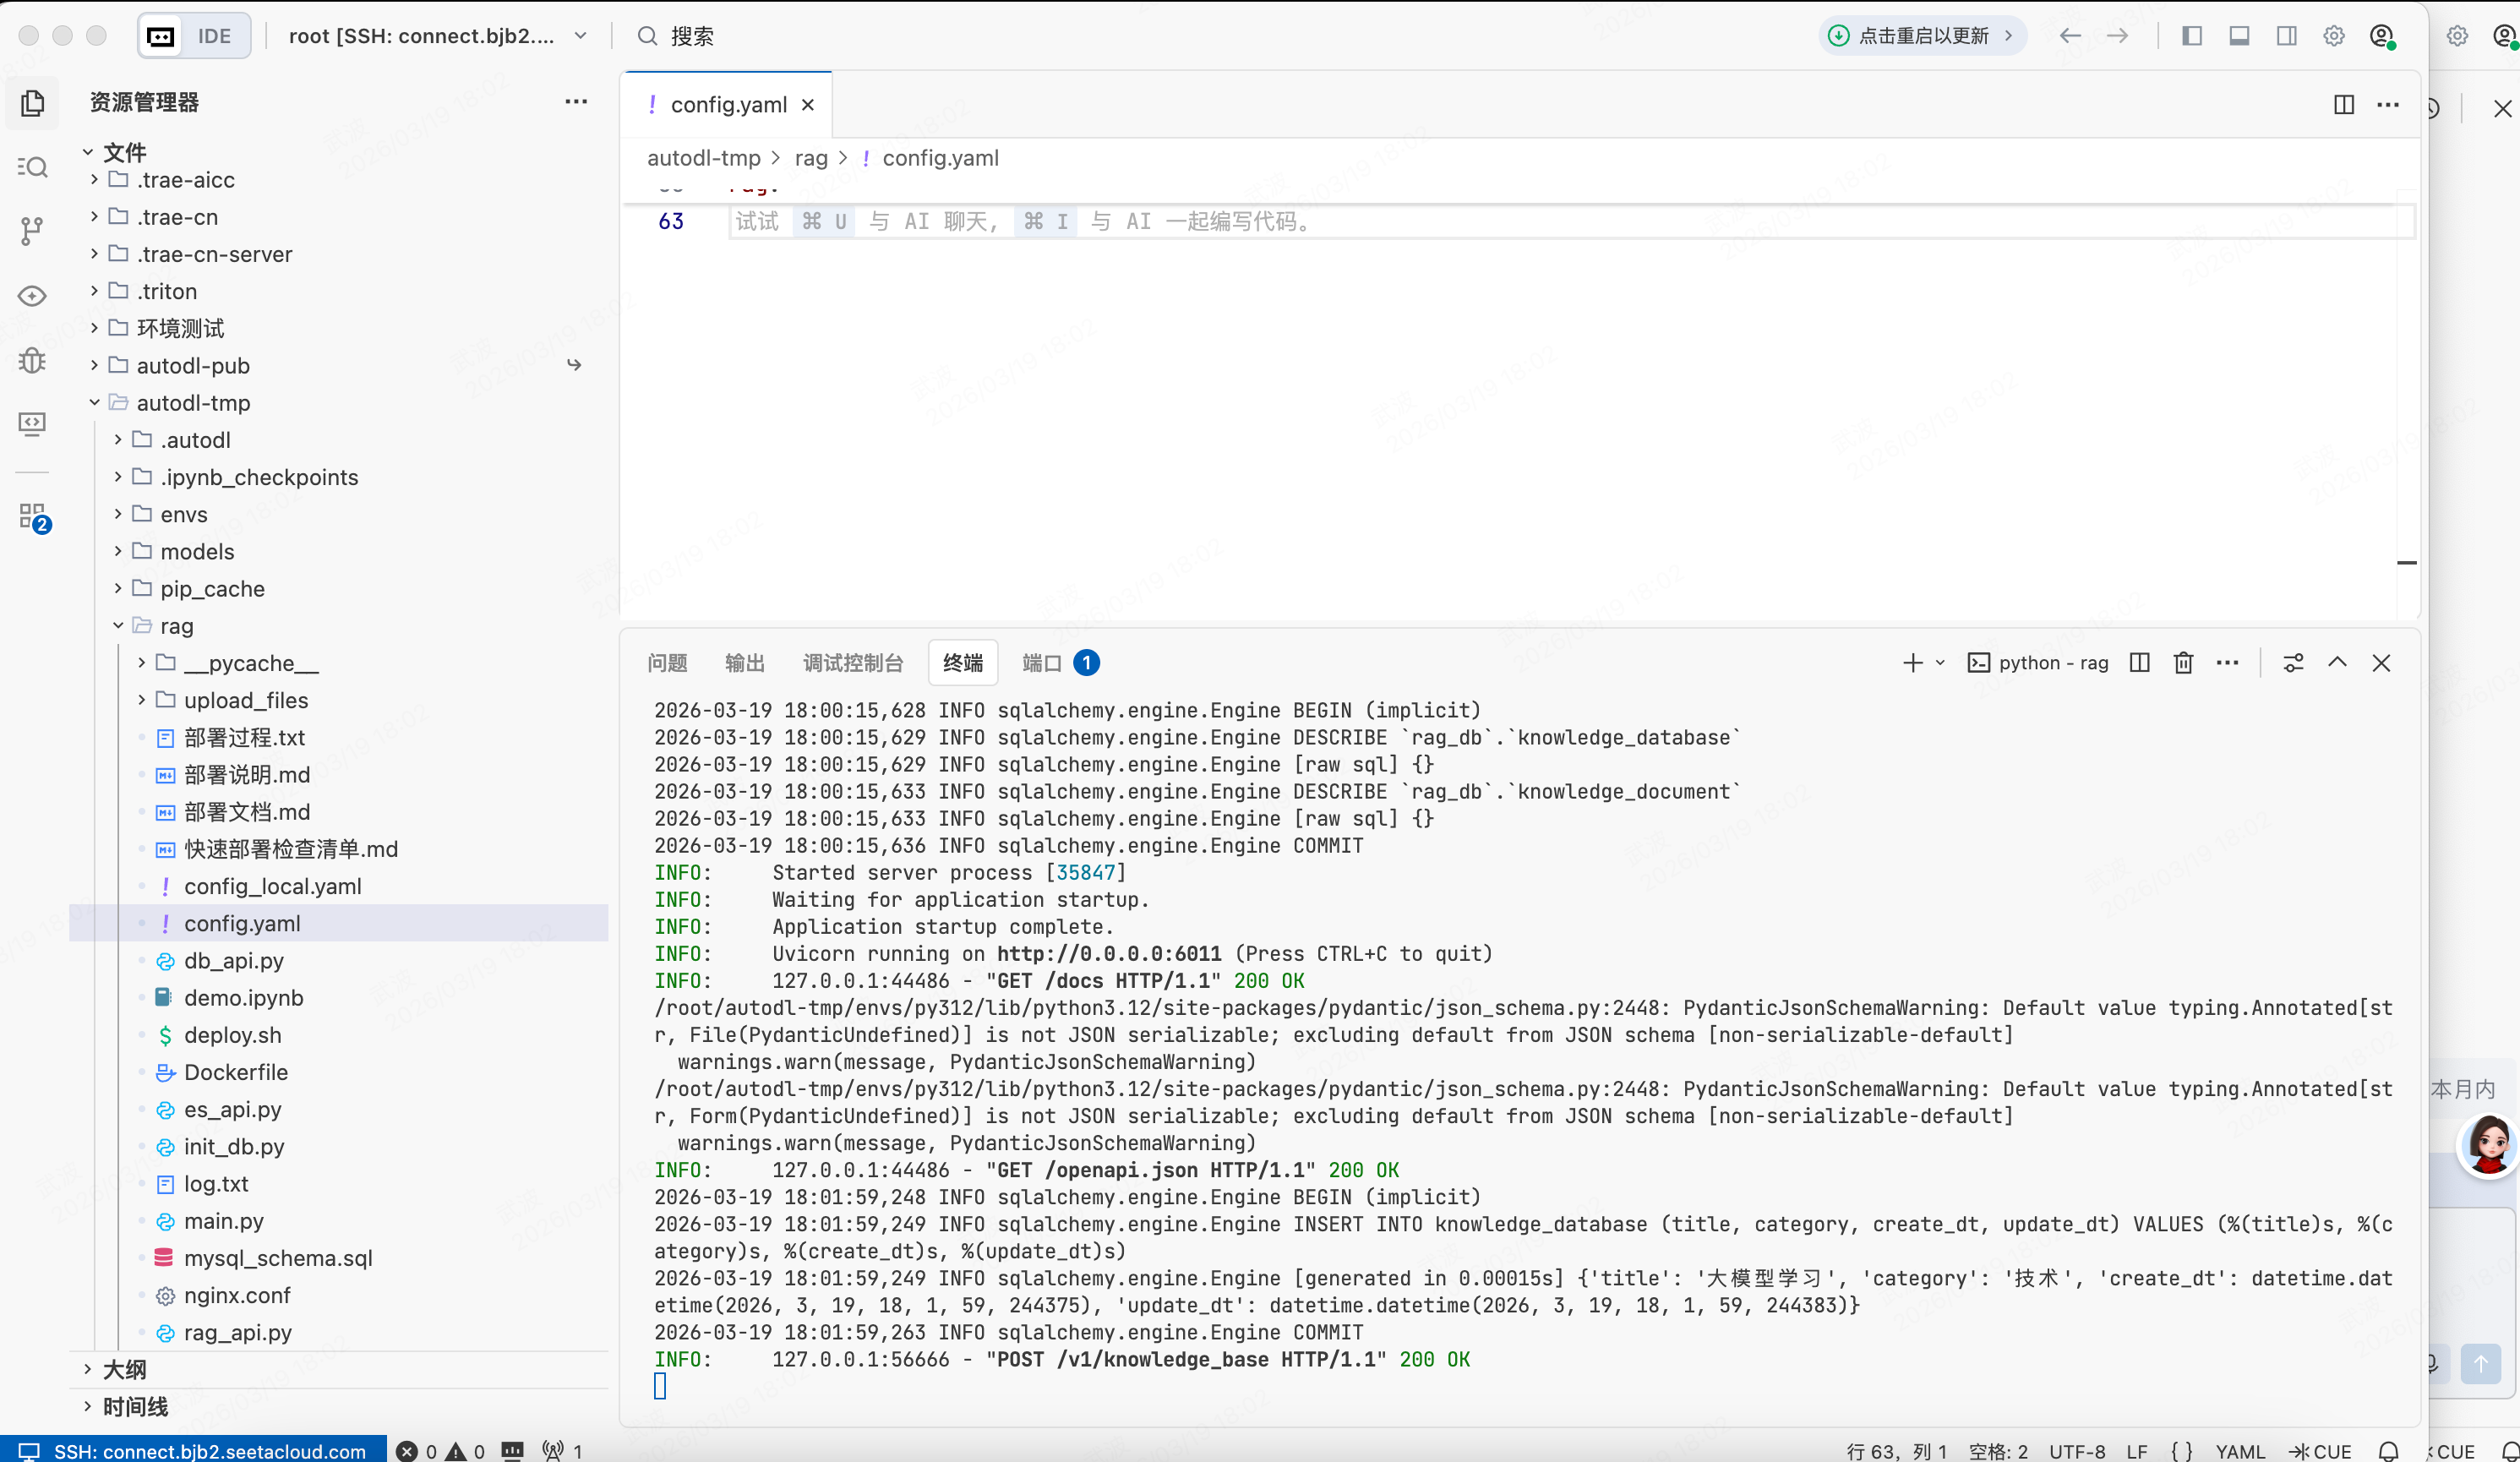 IDE
root [SSH: connect.bjb2....
搜索
点击重启以更新
资源管理器
文件
.trae-aicc
.trae-cn
.trae-cn-server
.triton
环境测试
autodl-pub
autodl-tmp
.autodl
.ipynb_checkpoints
envs
models
pip_cache
rag
__pycache__
upload_files
部署过程.txt
部署说明.md
部署文档.md
快速部署检查清单.md
config_local.yaml
config.yaml
db_api.py
demo.ipynb
deploy.sh
Dockerfile
es_api.py
init_db.py
log.txt
main.py
mysql_schema.sql
nginx.conf
rag_api.py
大纲
时间线
2
config.yaml
autodl-tmp > rag > ! config.yaml
63 试试 ⌘ U 与 AI 聊天, ⌘ I 与 AI 一起编写代码。
问题 输出 调试控制台 终端 端口 1
python - rag
2026-03-19 18:00:15,628 INFO sqlalchemy.engine.Engine BEGIN (implicit)
2026-03-19 18:00:15,629 INFO sqlalchemy.engine.Engine DESCRIBE `rag_db`.`knowledge_database`
2026-03-19 18:00:15,629 INFO sqlalchemy.engine.Engine [raw sql] {}
2026-03-19 18:00:15,633 INFO sqlalchemy.engine.Engine DESCRIBE `rag_db`.`knowledge_document`
2026-03-19 18:00:15,633 INFO sqlalchemy.engine.Engine [raw sql] {}
2026-03-19 18:00:15,636 INFO sqlalchemy.engine.Engine COMMIT
INFO:     Started server process [35847]
INFO:     Waiting for application startup.
INFO:     Application startup complete.
INFO:     Uvicorn running on http://0.0.0.0:6011 (Press CTRL+C to quit)
INFO:     127.0.0.1:44486 - "GET /docs HTTP/1.1" 200 OK
/root/autodl-tmp/envs/py312/lib/python3.12/site-packages/pydantic/json_schema.py:2448: PydanticJsonSchemaWarning: Default value typing.Annotated[st
r, File(PydanticUndefined)] is not JSON serializable; excluding default from JSON schema [non-serializable-default]
  warnings.warn(message, PydanticJsonSchemaWarning)
/root/autodl-tmp/envs/py312/lib/python3.12/site-packages/pydantic/json_schema.py:2448: PydanticJsonSchemaWarning: Default value typing.Annotated[st
r, Form(PydanticUndefined)] is not JSON serializable; excluding default from JSON schema [non-serializable-default]
  warnings.warn(message, PydanticJsonSchemaWarning)
INFO:     127.0.0.1:44486 - "GET /openapi.json HTTP/1.1" 200 OK
2026-03-19 18:01:59,248 INFO sqlalchemy.engine.Engine BEGIN (implicit)
2026-03-19 18:01:59,249 INFO sqlalchemy.engine.Engine INSERT INTO knowledge_database (title, category, create_dt, update_dt) VALUES (%(title)s, %(c
ategory)s, %(create_dt)s, %(update_dt)s)
2026-03-19 18:01:59,249 INFO sqlalchemy.engine.Engine [generated in 0.00015s] {'title': '大模型学习', 'category': '技术', 'create_dt': datetime.dat
etime(2026, 3, 19, 18, 1, 59, 244375), 'update_dt': datetime.datetime(2026, 3, 19, 18, 1, 59, 244383)}
2026-03-19 18:01:59,263 INFO sqlalchemy.engine.Engine COMMIT
INFO:     127.0.0.1:56666 - "POST /v1/knowledge_base HTTP/1.1" 200 OK
本月内
SSH: connect.bjb2.seetacloud.com 0 0 1
行 63, 列 1 空格: 2 UTF-8 LF { } YAML CUE CUE
武波
2026/03/19 18:02